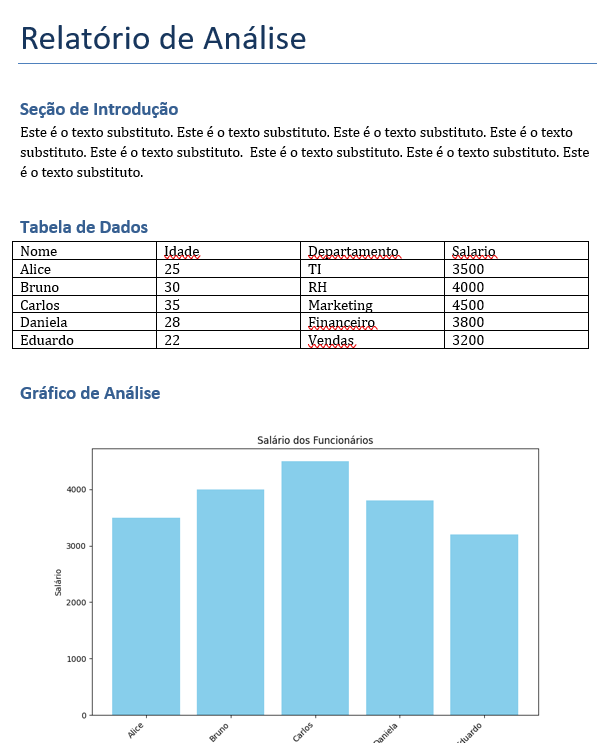 Relatório de Análise
Seção de Introdução
Este é o texto substituto. Este é o texto substituto. Este é o texto substituto. Este é o texto
substituto. Este é o texto substituto.  Este é o texto substituto. Este é o texto substituto. Este
é o texto substituto.
Tabela de Dados
Nome Idade Departamento Salario
Alice 25 TI 3500
Bruno 30 RH 4000
Carlos 35 Marketing 4500
Daniela 28 Financeiro 3800
Eduardo 22 Vendas 3200
Gráfico de Análise
Salário dos Funcionários
4000
3000
2000
1000
0
Salário
Alice Bruno Carlos Daniela duardo